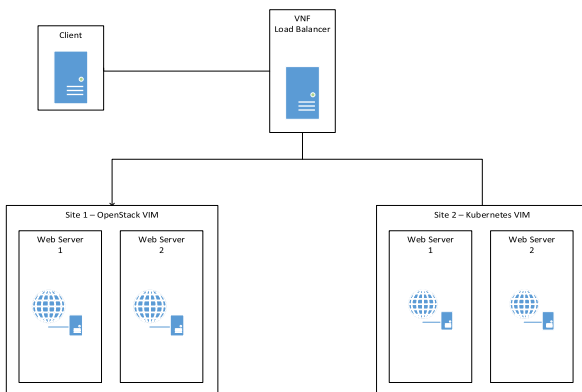 Client
VNF
Load Balancer
Site 1 – OpenStack VIM
Web Server
1
Web Server
2
Site 2 – Kubernetes VIM
Web Server
1
Web Server
2